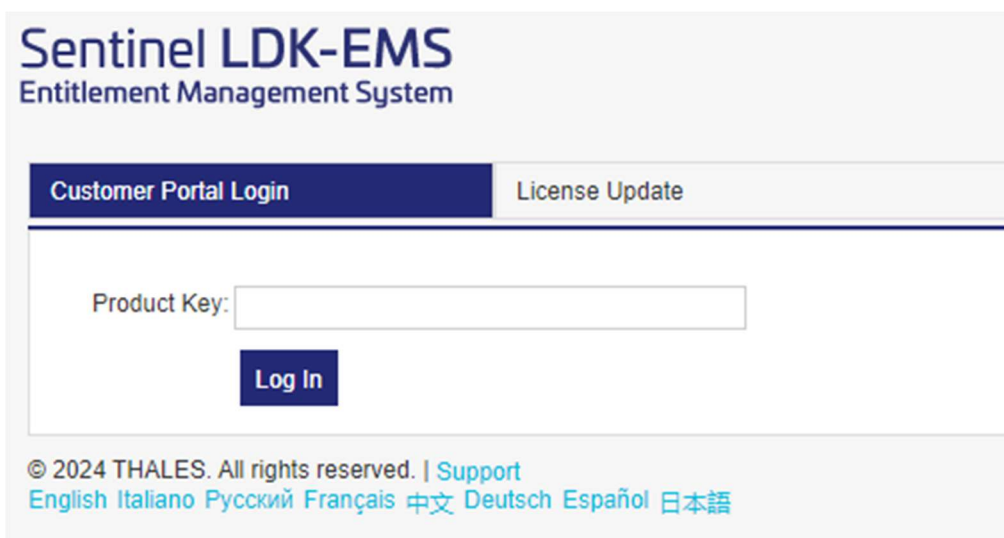 Sentinel LDK-EMS
Entitlement Management System
Customer Portal Login License Update
Product Key:
Log In
© 2024 THALES. All rights reserved. | Support
English Italiano Русский Français 中文 Deutsch Español 日本語